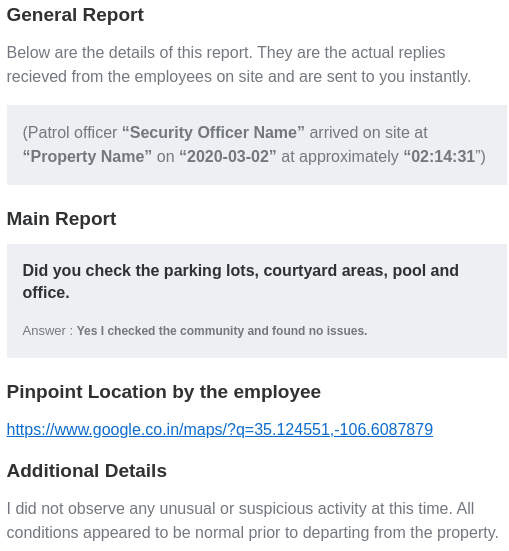 General Report
Below are the details of this report. They are the actual replies
recieved from the employees on site and are sent to you instantly.
(Patrol officer “Security Officer Name” arrived on site at
“Property Name” on “2020-03-02” at approximately “02:14:31”)
Main Report
Did you check the parking lots, courtyard areas, pool and
office.
Answer : Yes I checked the community and found no issues.
Pinpoint Location by the employee
https://www.google.co.in/maps/?q=35.124551,-106.6087879
Additional Details
I did not observe any unusual or suspicious activity at this time. All
conditions appeared to be normal prior to departing from the property.